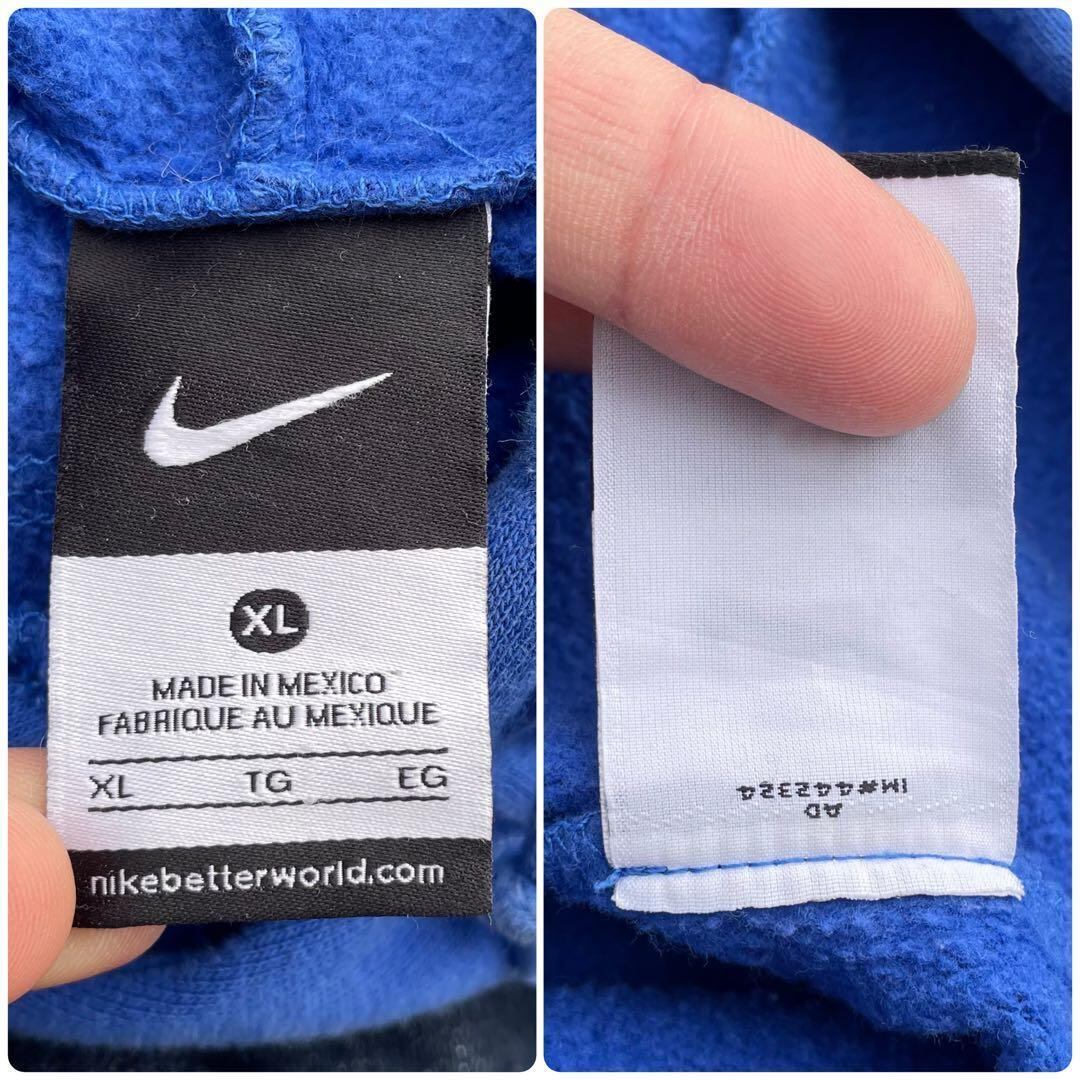 XL
MADE IN MEXICO
FABRIQUE AU MEXIQUE
XL TG EG
nikebetterworld.com
AD
IM#442324